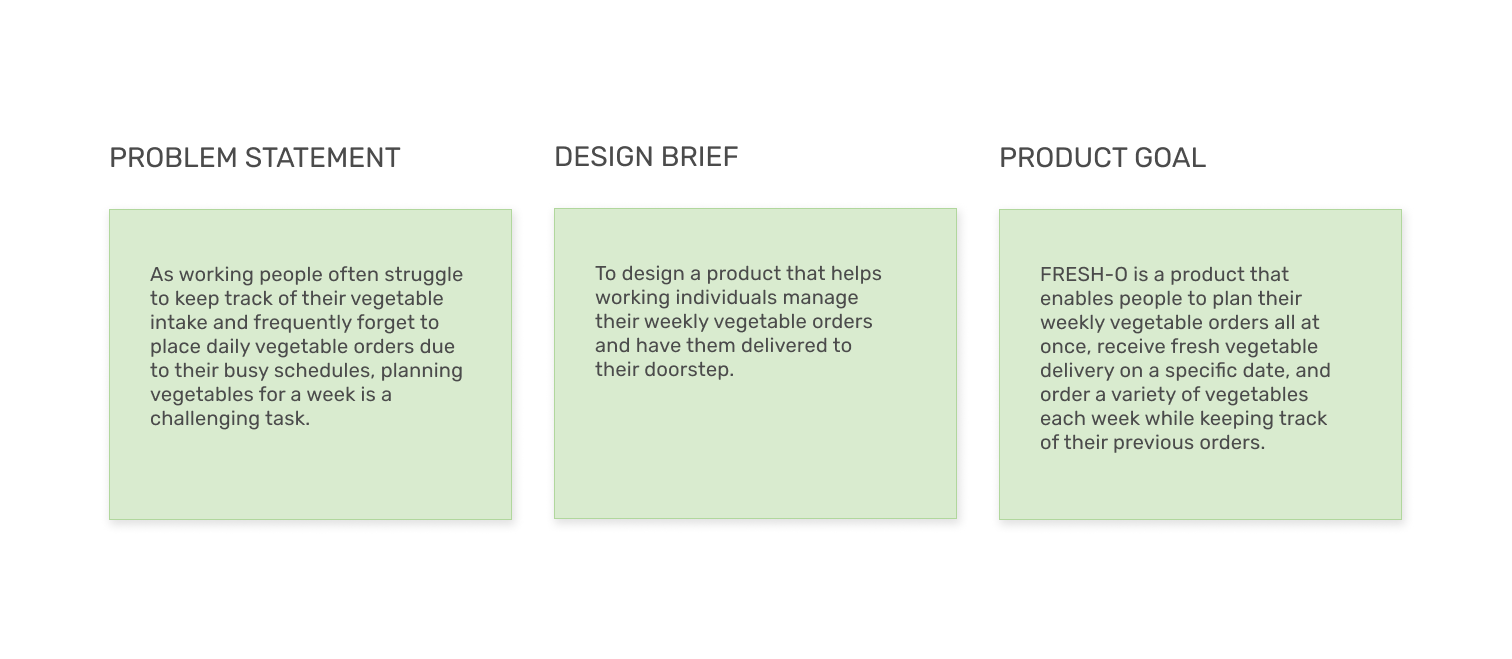 PROBLEM STATEMENT
As working people often struggle
to keep track of their vegetable
intake and frequently forget to
place daily vegetable orders due
to their busy schedules, planning
vegetables for a week is a
challenging task.
DESIGN BRIEF
To design a product that helps
working individuals manage
their weekly vegetable orders
and have them delivered to
their doorstep.
PRODUCT GOAL
FRESH-O is a product that
enables people to plan their
weekly vegetable orders all at
once, receive fresh vegetable
delivery on a specific date, and
order a variety of vegetables
each week while keeping track
of their previous orders.